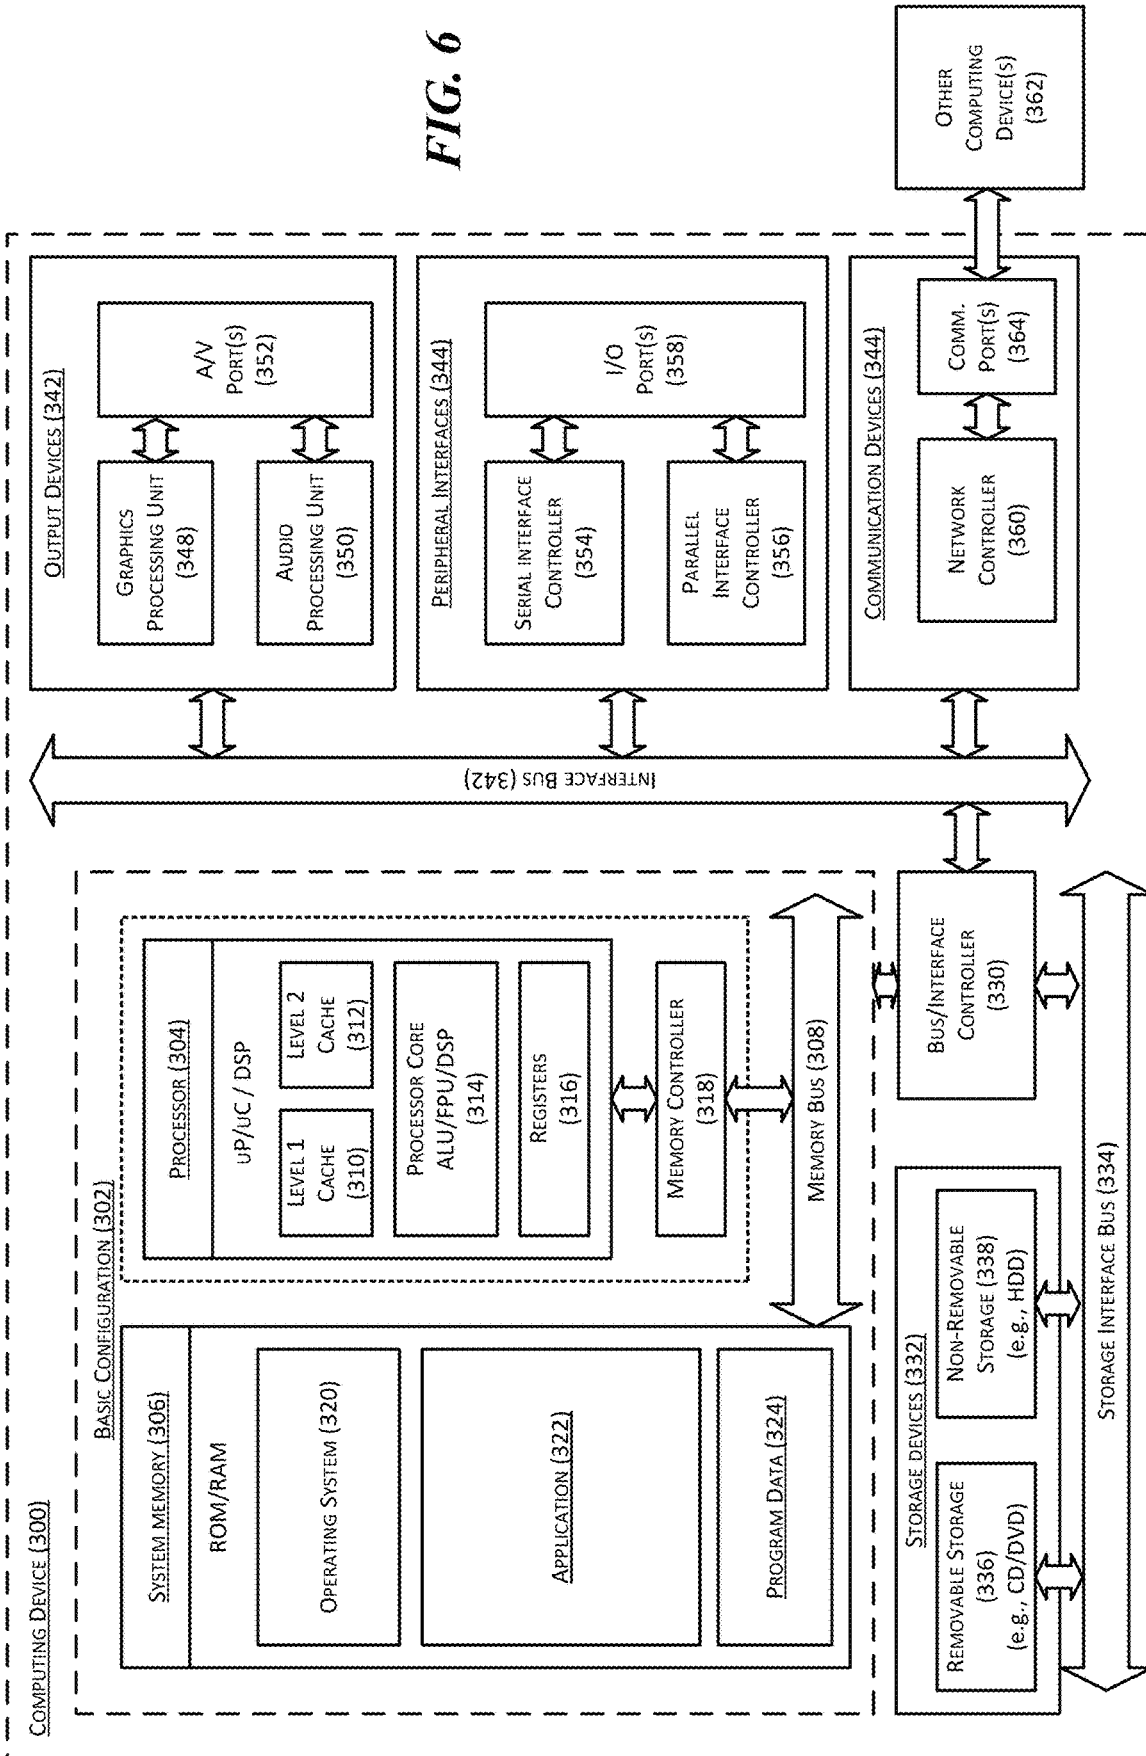 COMPUTING DEVICE (300)
BASIC CONFIGURATION (302)
SYSTEM MEMORY (306)
ROM/RAM
OPERATING SYSTEM (320)
APPLICATION (322)
PROGRAM DATA (324)
PROCESSOR (304)
uP/uC / DSP
LEVEL 1
CACHE
(310)
LEVEL 2
CACHE
(312)
PROCESSOR CORE
ALU/FPU/DSP
(314)
REGISTERS
(316)
MEMORY CONTROLLER
(318)
MEMORY BUS (308)
STORAGE DEVICES (332)
REMOVABLE STORAGE
(336)
(e.g., CD/DVD)
NON-REMOVABLE
STORAGE (338)
(e.g., HDD)
BUS/INTERFACE
CONTROLLER
(330)
STORAGE INTERFACE BUS (334)
INTERFACE BUS (342)
OUTPUT DEVICES (342)
GRAPHICS
PROCESSING UNIT
(348)
AUDIO
PROCESSING UNIT
(350)
A/V
PORT(S)
(352)
PERIPHERAL INTERFACES (344)
SERIAL INTERFACE
CONTROLLER
(354)
PARALLEL
INTERFACE
CONTROLLER
(356)
I/O
PORT(S)
(358)
COMMUNICATION DEVICES (344)
NETWORK
CONTROLLER
(360)
COMM.
PORT(S)
(364)
OTHER
COMPUTING
DEVICE(S)
(362)
FIG. 6